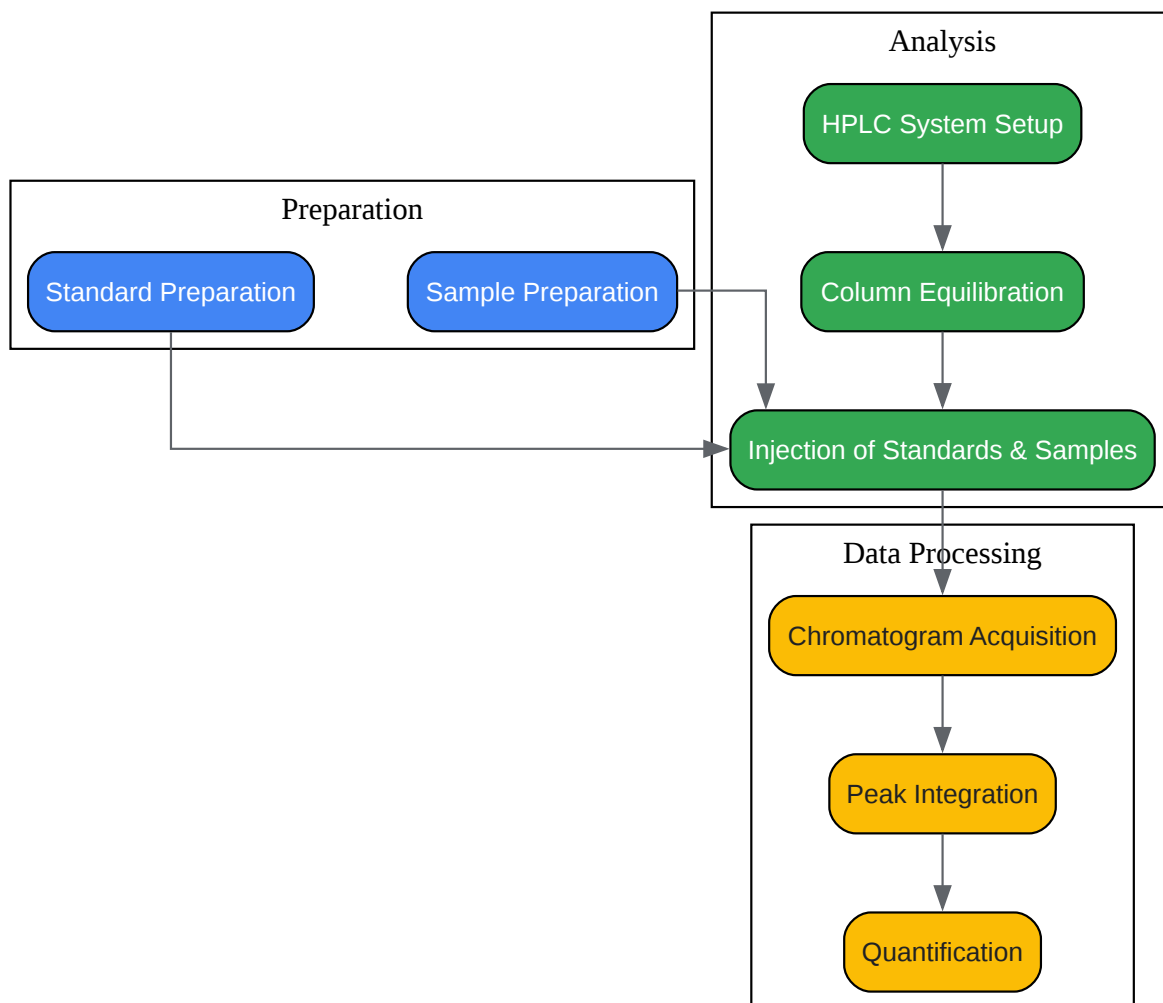 Analysis
HPLC System Setup
Preparation
Standard Preparation
Sample Preparation
Column Equilibration
Injection of Standards & Samples
Data Processing
Chromatogram Acquisition
Peak Integration
Quantification